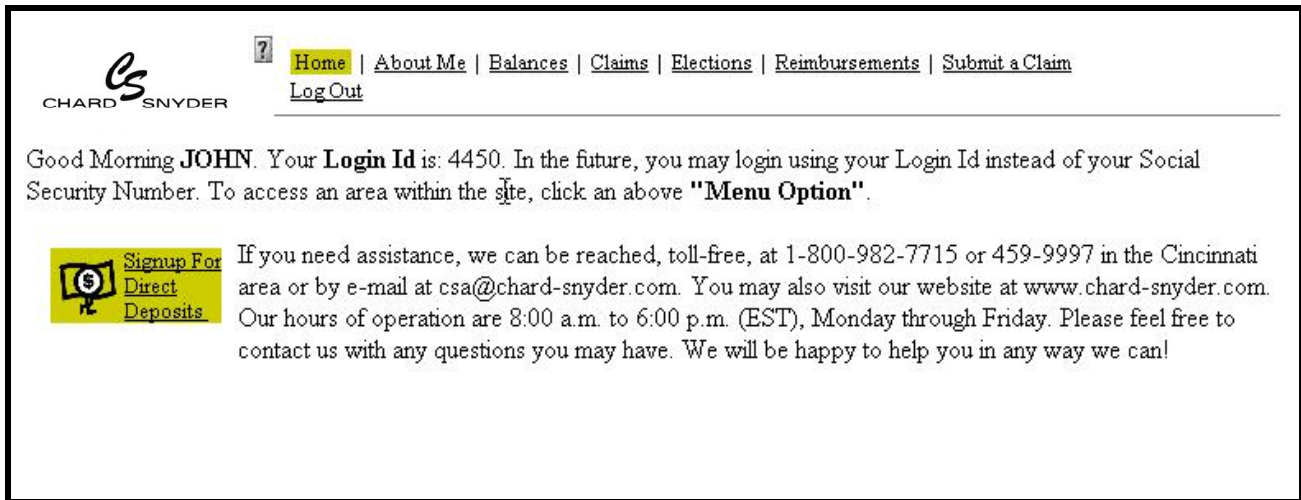 CS
CHARD SNYDER
?
Home | About Me | Balances | Claims | Elections | Reimbursements | Submit a Claim
Log Out
Good Morning JOHN. Your Login Id is: 4450. In the future, you may login using your Login Id instead of your Social
Security Number. To access an area within the site, click an above "Menu Option".
$
Signup For
Direct
Deposits
If you need assistance, we can be reached, toll-free, at 1-800-982-7715 or 459-9997 in the Cincinnati
area or by e-mail at csa@chard-snyder.com. You may also visit our website at www.chard-snyder.com.
Our hours of operation are 8:00 a.m. to 6:00 p.m. (EST), Monday through Friday. Please feel free to
contact us with any questions you may have. We will be happy to help you in any way we can!